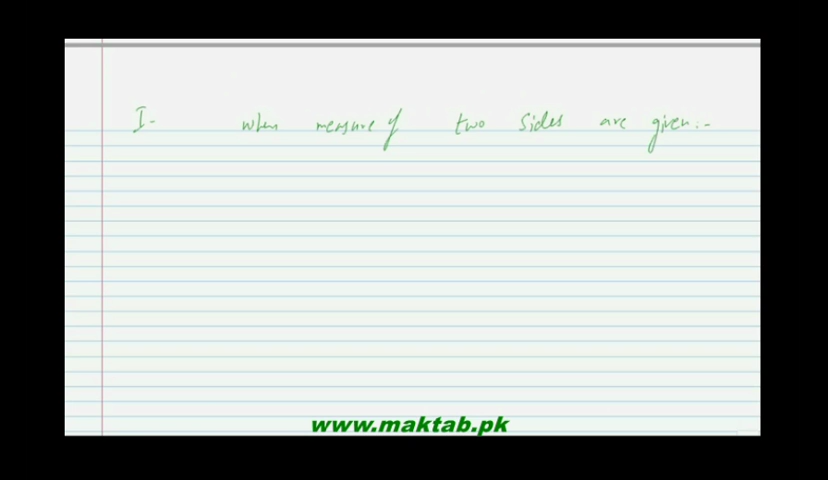 I- when measure of two sides are given:-
www.maktab.pk